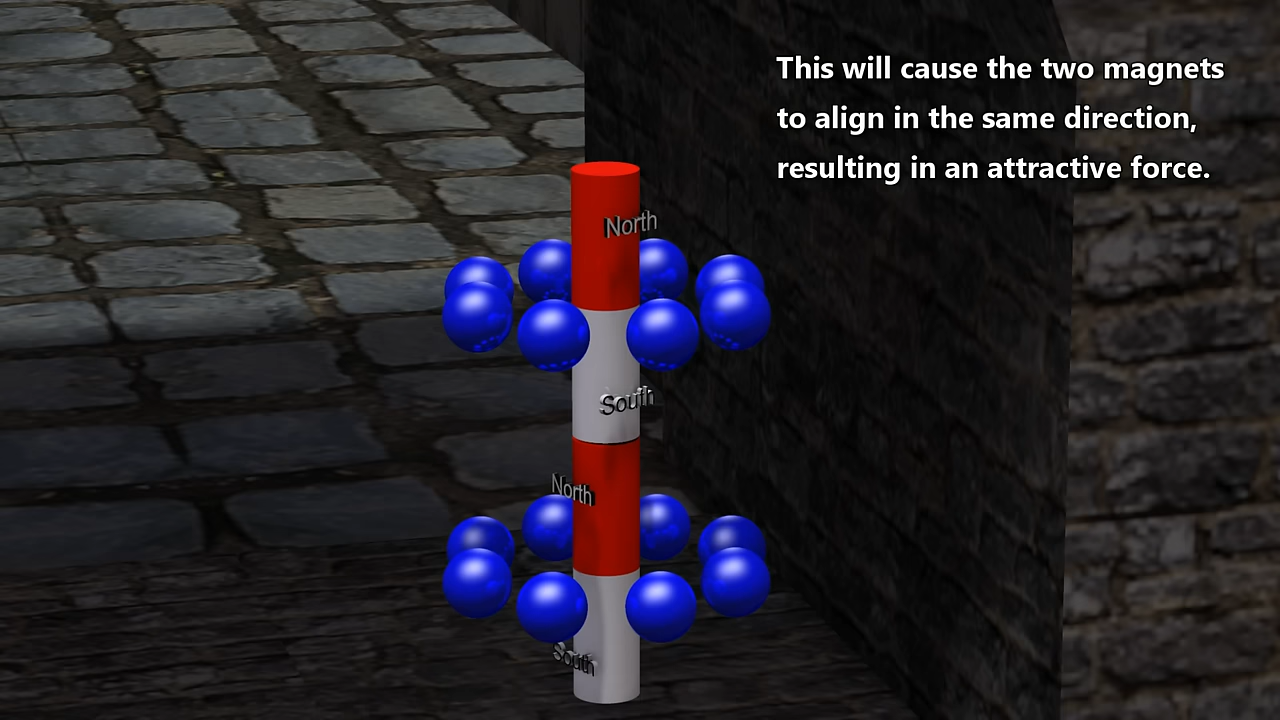 This will cause the two magnets
to align in the same direction,
resulting in an attractive force.
North
South
North
South